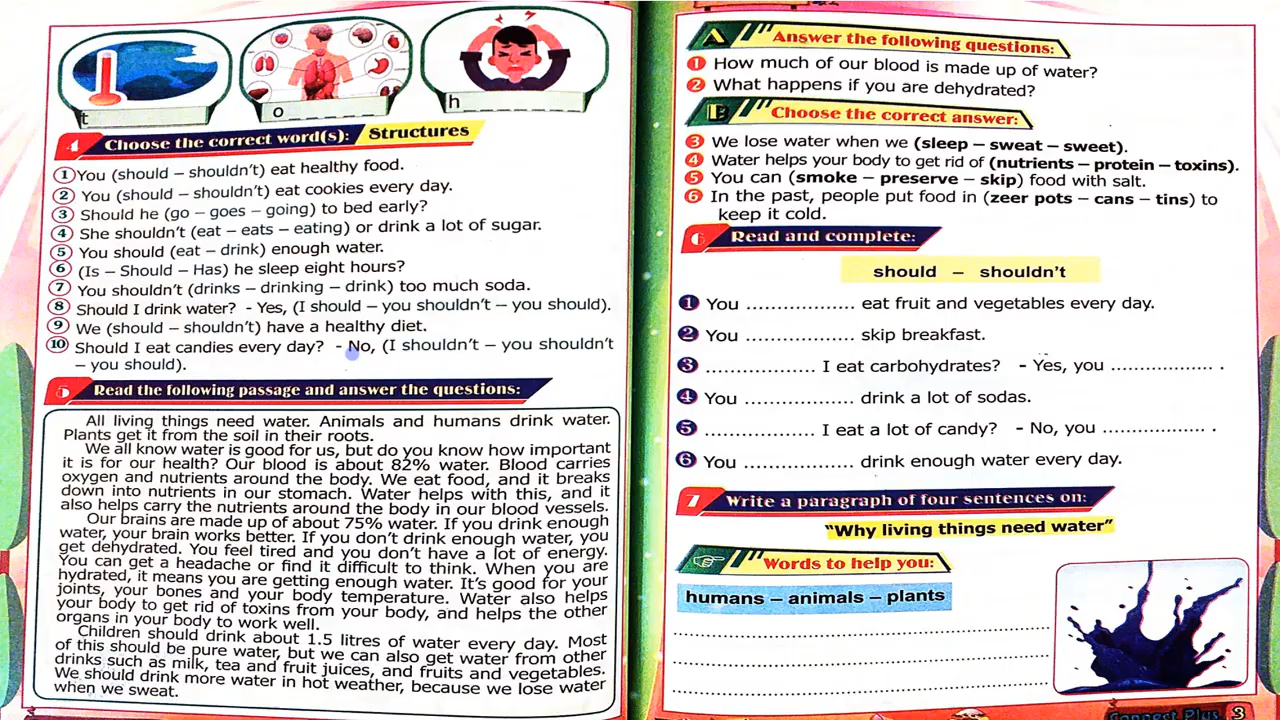 t
o
h
4 Choose the correct word(s): Structures
1 You (should – shouldn't) eat healthy food.
2 You (should – shouldn't) eat cookies every day.
3 Should he (go – goes – going) to bed early?
4 She shouldn't (eat – eats – eating) or drink a lot of sugar.
5 You should (eat – drink) enough water.
6 (Is – Should – Has) he sleep eight hours?
7 You shouldn't (drinks – drinking – drink) too much soda.
8 Should I drink water? - Yes, (I should – you shouldn't – you should).
9 We (should – shouldn't) have a healthy diet.
10 Should I eat candies every day? - No, (I shouldn't – you shouldn't
– you should).
5 Read the following passage and answer the questions:
All living things need water. Animals and humans drink water.
Plants get it from the soil in their roots.
We all know water is good for us, but do you know how important
it is for our health? Our blood is about 82% water. Blood carries
oxygen and nutrients around the body. We eat food, and it breaks
down into nutrients in our stomach. Water helps with this, and it
also helps carry the nutrients around the body in our blood vessels.
Our brains are made up of about 75% water. If you drink enough
water, your brain works better. If you don't drink enough water, you
get dehydrated. You feel tired and you don't have a lot of energy.
You can get a headache or find it difficult to think. When you are
hydrated, it means you are getting enough water. It's good for your
joints, your bones and your body temperature. Water also helps
your body to get rid of toxins from your body, and helps the other
organs in your body to work well.
Children should drink about 1.5 litres of water every day. Most
of this should be pure water, but we can also get water from other
drinks such as milk, tea and fruit juices, and fruits and vegetables.
We should drink more water in hot weather, because we lose water
when we sweat.
A Answer the following questions:
1 How much of our blood is made up of water?
2 What happens if you are dehydrated?
B Choose the correct answer:
3 We lose water when we (sleep – sweat – sweet).
4 Water helps your body to get rid of (nutrients – protein – toxins).
5 You can (smoke – preserve – skip) food with salt.
6 In the past, people put food in (zeer pots – cans – tins) to
keep it cold.
6 Read and complete:
should – shouldn't
1 You .................. eat fruit and vegetables every day.
2 You .................. skip breakfast.
3 .................. I eat carbohydrates? - Yes, you .................. .
4 You .................. drink a lot of sodas.
5 .................. I eat a lot of candy? - No, you .................. .
6 You .................. drink enough water every day.
7 Write a paragraph of four sentences on:
"Why living things need water"
Words to help you:
humans – animals – plants
Connect Plus 3